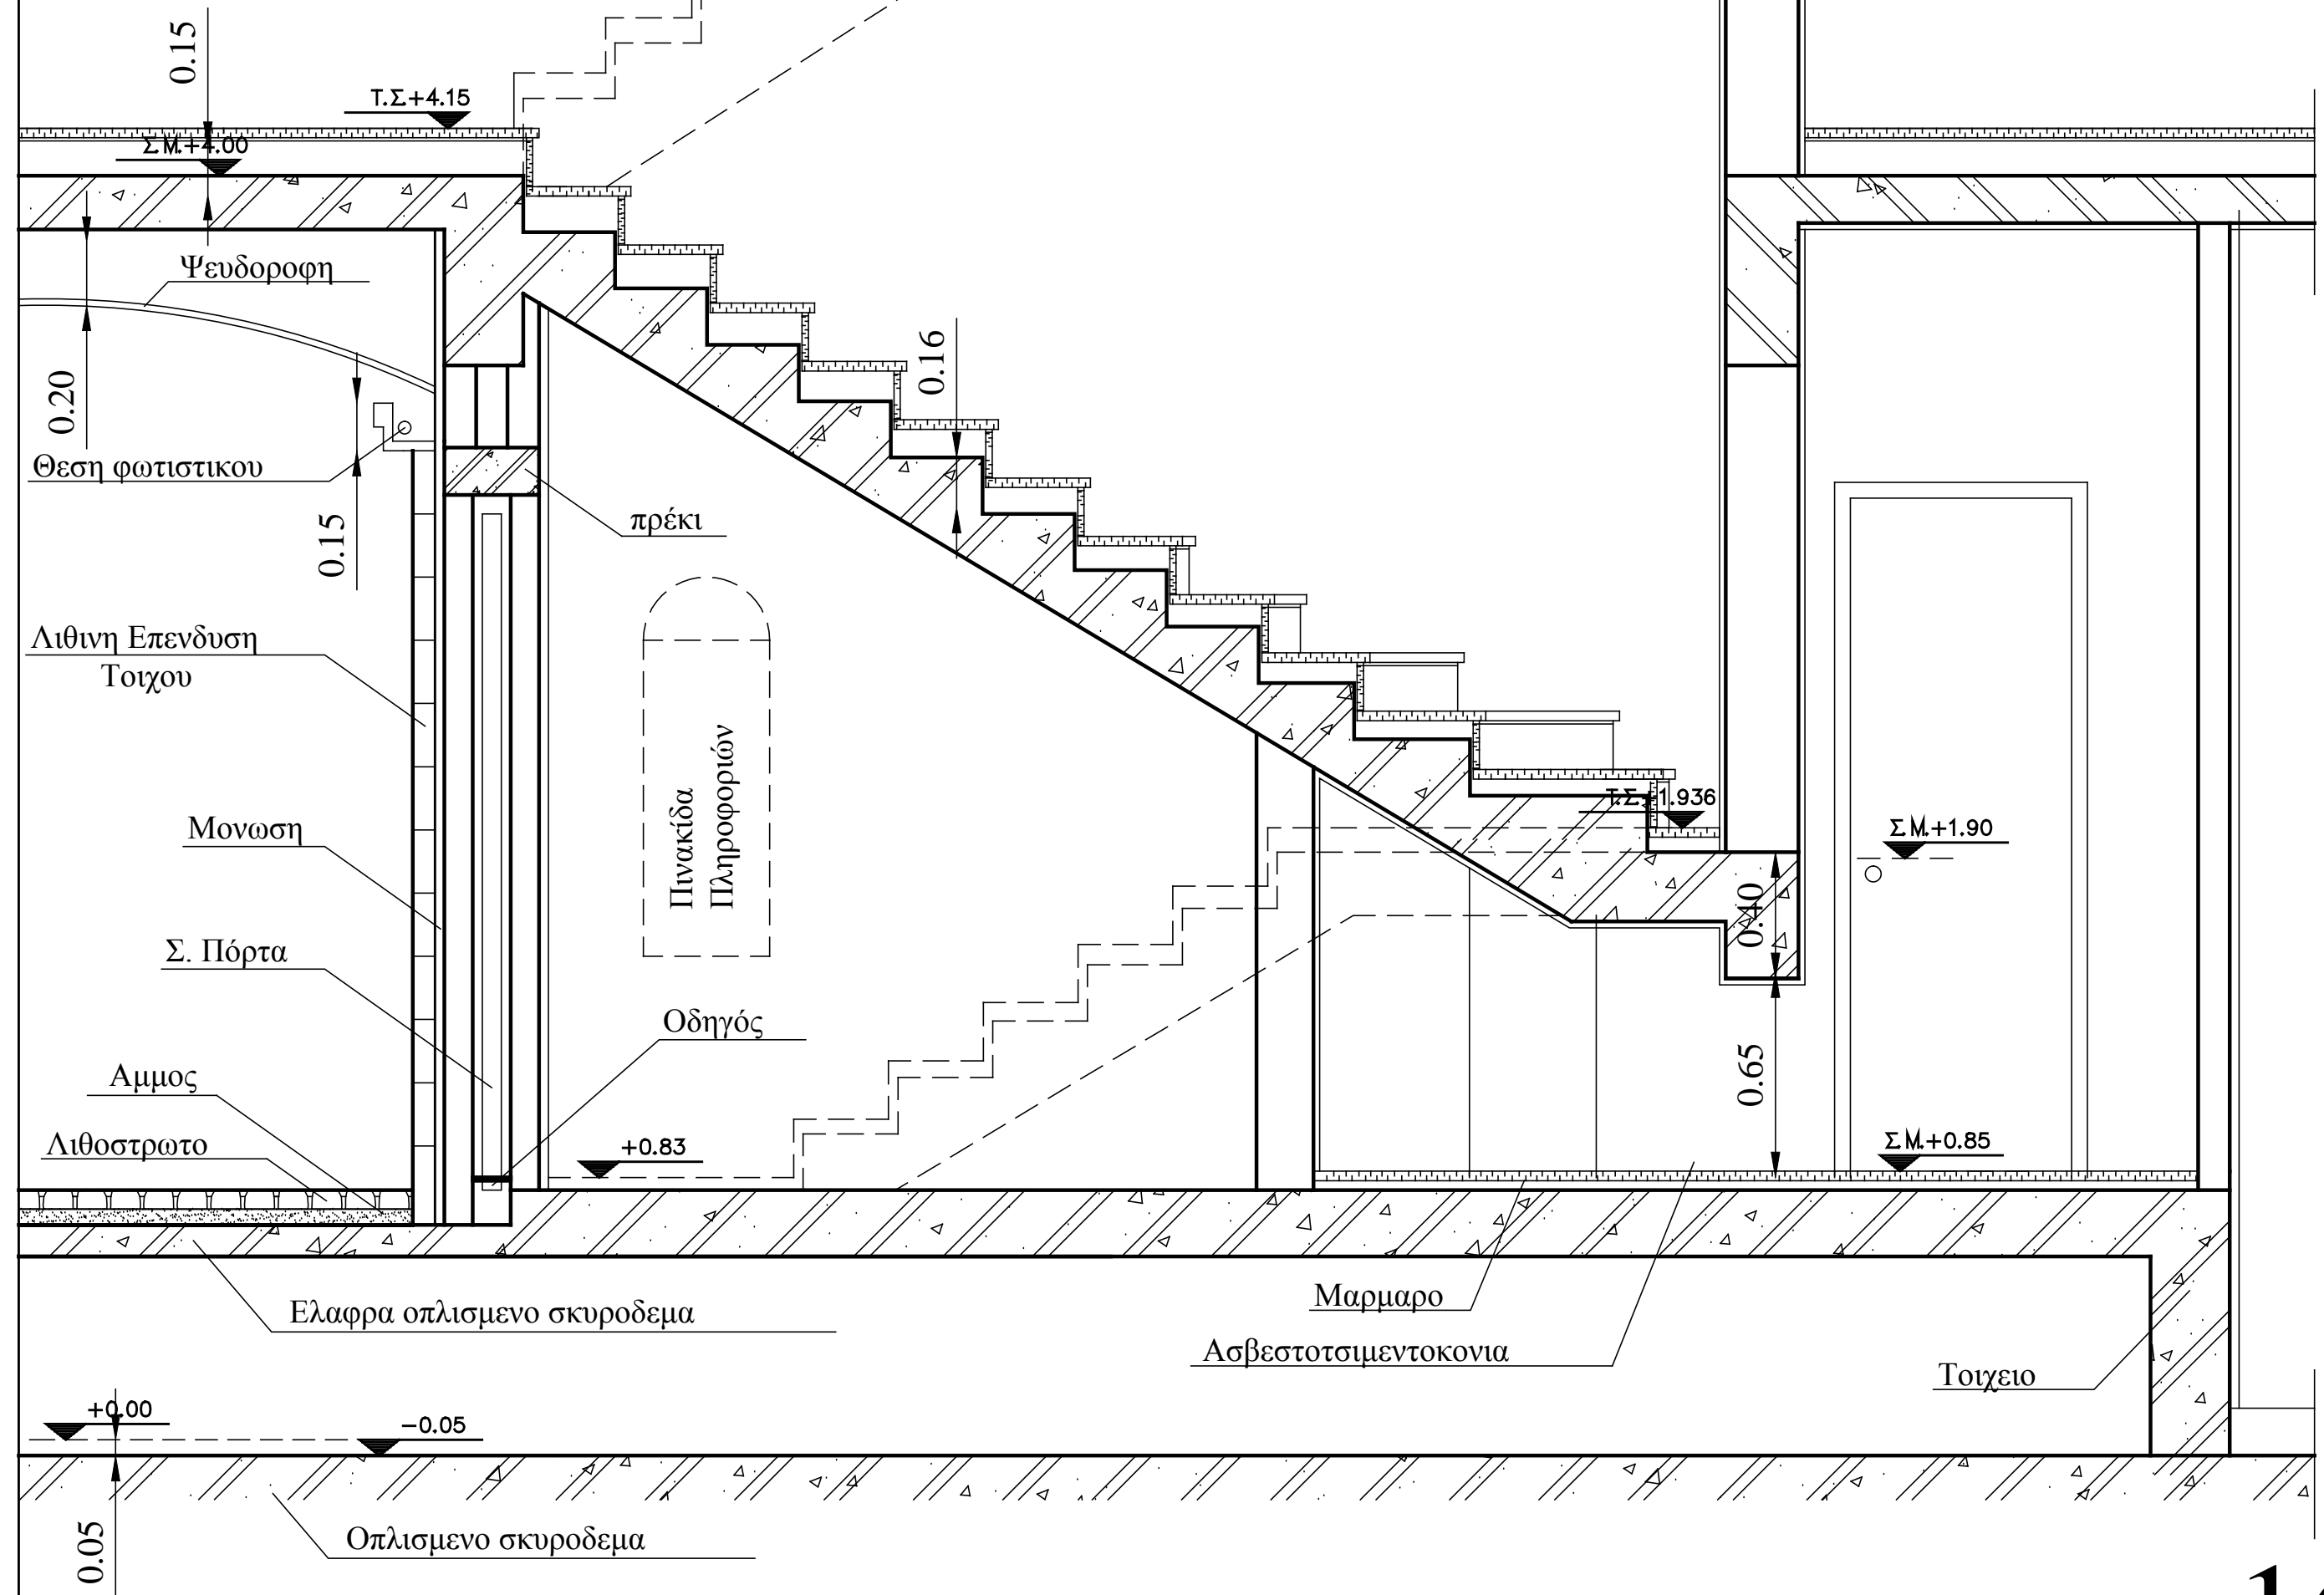 0.15
Τ.Σ+4.15
Σ.Μ.+4.00
Ψευδοροφη
0.20
0.16
Θεση φωτιστικου
0.15
πρέκι
Λιθινη Επενδυση
Τοιχου
Πινακίδα
Πληροφοριών
Τ.Σ.+1.936
Σ.Μ.+1.90
Μονωση
0.40
Σ. Πόρτα
Οδηγός
0.65
Αμμος
Λιθοστρωτο
+0.83
Σ.Μ.+0.85
Ελαφρα οπλισμενο σκυροδεμα
Μαρμαρο
Ασβεστοτσιμεντοκονια
Τοιχειο
+0.00
-0.05
Οπλισμενο σκυροδεμα
0.05